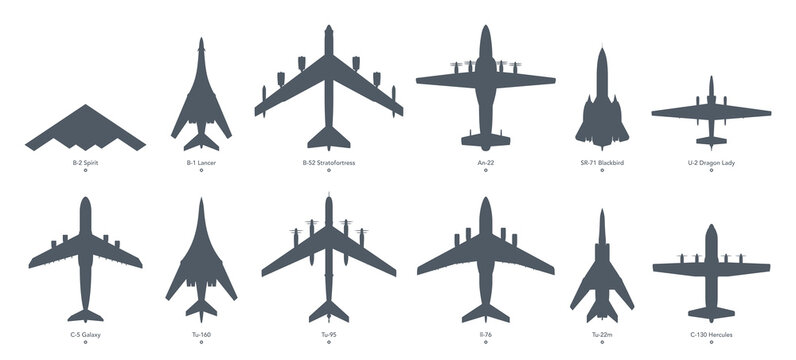 B-2 Spirit
B-1 Lancer
B-52 Stratofortress
An-22
SR-71 Blackbird
U-2 Dragon Lady
C-5 Galaxy
Tu-160
Tu-95
Il-76
Tu-22m
C-130 Hercules